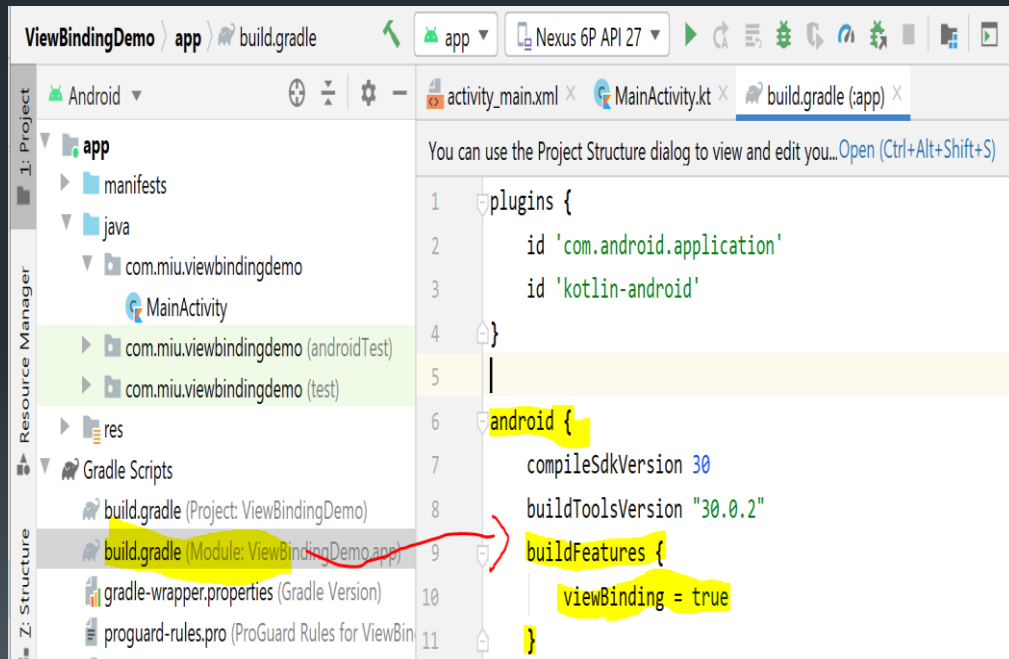 ViewBindingDemo app build.gradle app Nexus 6P API 27
1: Project
Resource Manager
Z: Structure
Android
app
manifests
java
com.miu.viewbindingdemo
MainActivity
com.miu.viewbindingdemo (androidTest)
com.miu.viewbindingdemo (test)
res
Gradle Scripts
build.gradle (Project: ViewBindingDemo)
build.gradle (Module: ViewBindingDemo.app)
gradle-wrapper.properties (Gradle Version)
proguard-rules.pro (ProGuard Rules for ViewBin
activity_main.xml MainActivity.kt build.gradle (:app)
You can use the Project Structure dialog to view and edit you...Open (Ctrl+Alt+Shift+S)
1 plugins {
2 id 'com.android.application'
3 id 'kotlin-android'
4 }
5
6 android {
7 compileSdkVersion 30
8 buildToolsVersion "30.0.2"
9 buildFeatures {
10 viewBinding = true
11 }